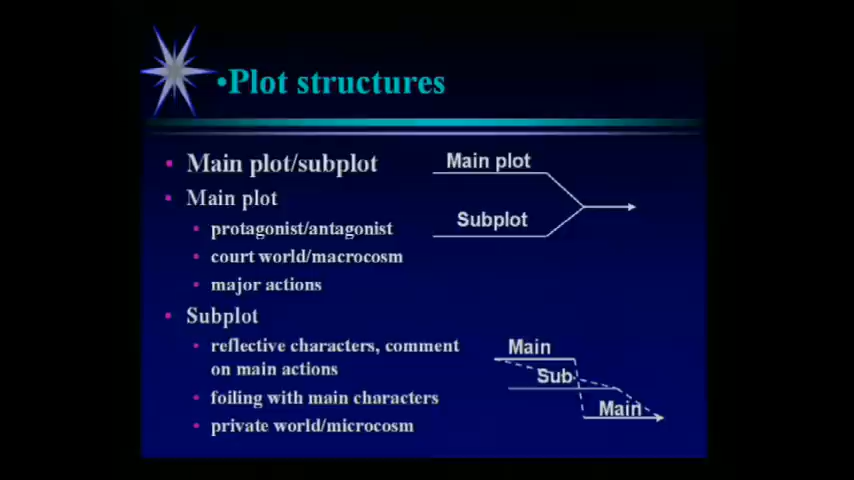 •Plot structures
• Main plot/subplot
• Main plot
• protagonist/antagonist
• court world/macrocosm
• major actions
• Subplot
• reflective characters, comment
on main actions
• foiling with main characters
• private world/microcosm
Main plot
Subplot
Main
Sub
Main